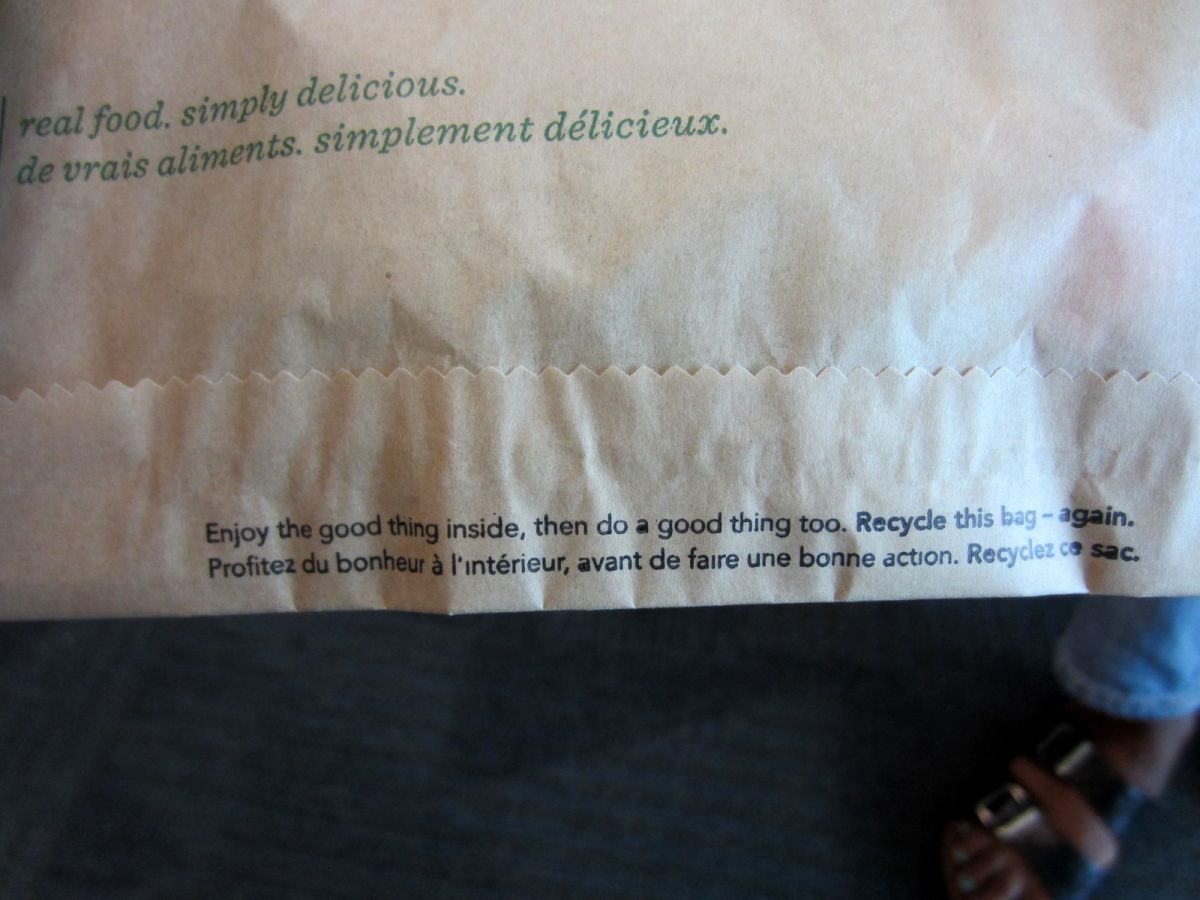 real food. simply delicious.
de vrais aliments. simplement délicieux.
Enjoy the good thing inside, then do a good thing too. Recycle this bag – again.
Profitez du bonheur à l'intérieur, avant de faire une bonne action. Recyclez ce sac.